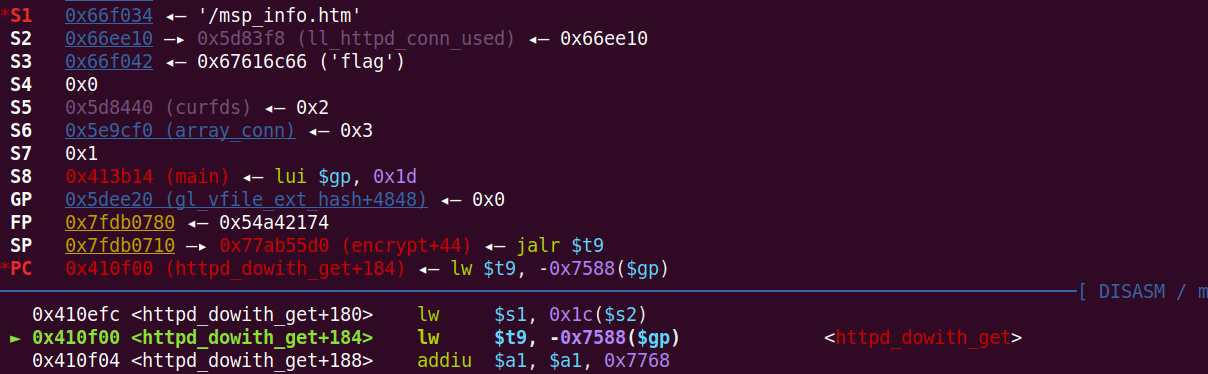 *S1 0x66f034 ◂— '/msp_info.htm'
S2 0x66ee10 —▸ 0x5d83f8 (ll_httpd_conn_used) ◂— 0x66ee10
S3 0x66f042 ◂— 0x67616c66 ('flag')
S4 0x0
S5 0x5d8440 (curfds) ◂— 0x2
S6 0x5e9cf0 (array_conn) ◂— 0x3
S7 0x1
S8 0x413b14 (main) ◂— lui $gp, 0x1d
GP 0x5dee20 (gl_vfile_ext_hash+4848) ◂— 0x0
FP 0x7fdb0780 ◂— 0x54a42174
SP 0x7fdb0710 —▸ 0x77ab55d0 (encrypt+44) ◂— jalr $t9
*PC 0x410f00 (httpd_dowith_get+184) ◂— lw $t9, -0x7588($gp)
[ DISASM / m
0x410efc <httpd_dowith_get+180> lw $s1, 0x1c($s2)
► 0x410f00 <httpd_dowith_get+184> lw $t9, -0x7588($gp) <httpd_dowith_get>
0x410f04 <httpd_dowith_get+188> addiu $a1, $a1, 0x7768